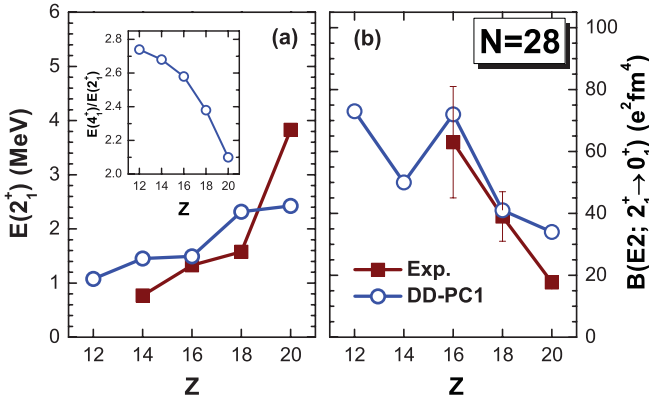 (a)
E(2₁⁺) (MeV)
6
5
4
3
2
1
0
12 14 16 18 20
Z
E(4₁⁺)/E(2₁⁺)
2.8
2.6
2.4
2.2
2.0
12 14 16 18 20
Z
(b)
N=28
B(E2; 2₁⁺→0₁⁺) (e²fm⁴)
100
80
60
40
20
0
Exp.
DD-PC1
12 14 16 18 20
Z